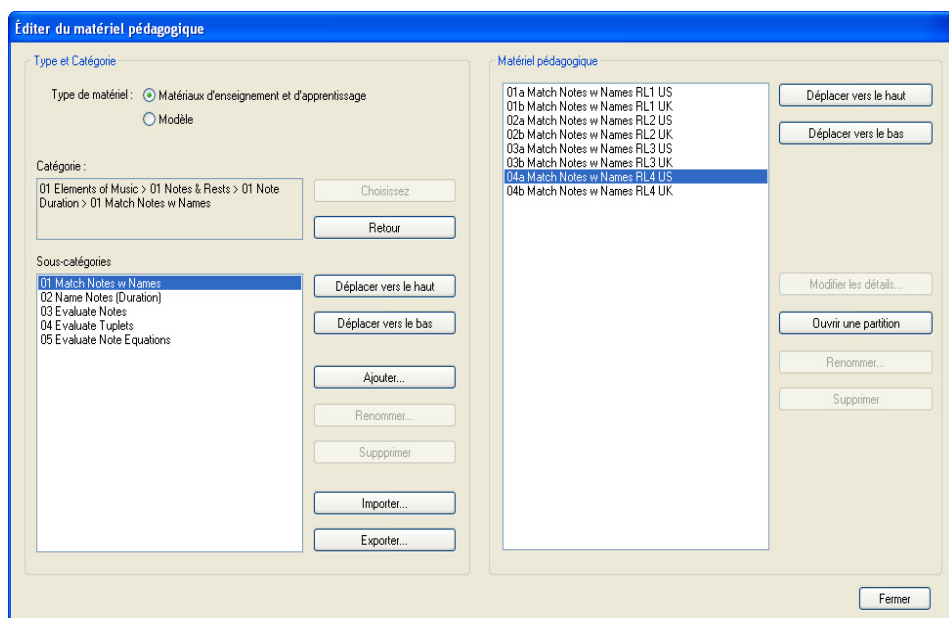 Éditer du matériel pédagogique
Type et Catégorie
Type de matériel :
Matériaux d'enseignement et d'apprentissage
Modèle
Catégorie :
01 Elements of Music > 01 Notes & Rests > 01 Note
Duration > 01 Match Notes w Names
Choisissez
Retour
Sous-catégories
01 Match Notes w Names
02 Name Notes (Duration)
03 Evaluate Notes
04 Evaluate Tuplets
05 Evaluate Note Equations
Déplacer vers le haut
Déplacer vers le bas
Ajouter...
Renommer...
Suppprimer
Importer...
Exporter...
Matériel pédagogique
01a Match Notes w Names RL1 US
01b Match Notes w Names RL1 UK
02a Match Notes w Names RL2 US
02b Match Notes w Names RL2 UK
03a Match Notes w Names RL3 US
03b Match Notes w Names RL3 UK
04a Match Notes w Names RL4 US
04b Match Notes w Names RL4 UK
Déplacer vers le haut
Déplacer vers le bas
Modifier les détails...
Ouvrir une partition
Renommer...
Supprimer
Fermer